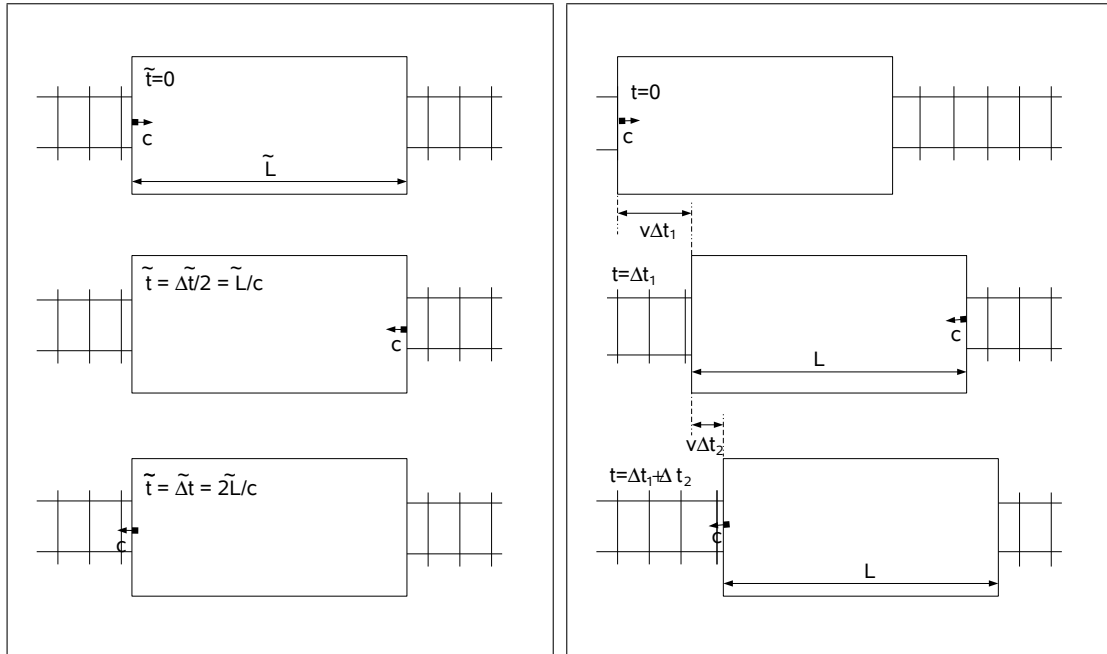 t̃=0
c
L̃
t̃ = Δt̃/2 = L̃/c
c
t̃ = Δt̃ = 2L̃/c
c
t=0
c
vΔt₁
t=Δt₁
c
L
vΔt₂
t=Δt₁+Δ t₂
c
L